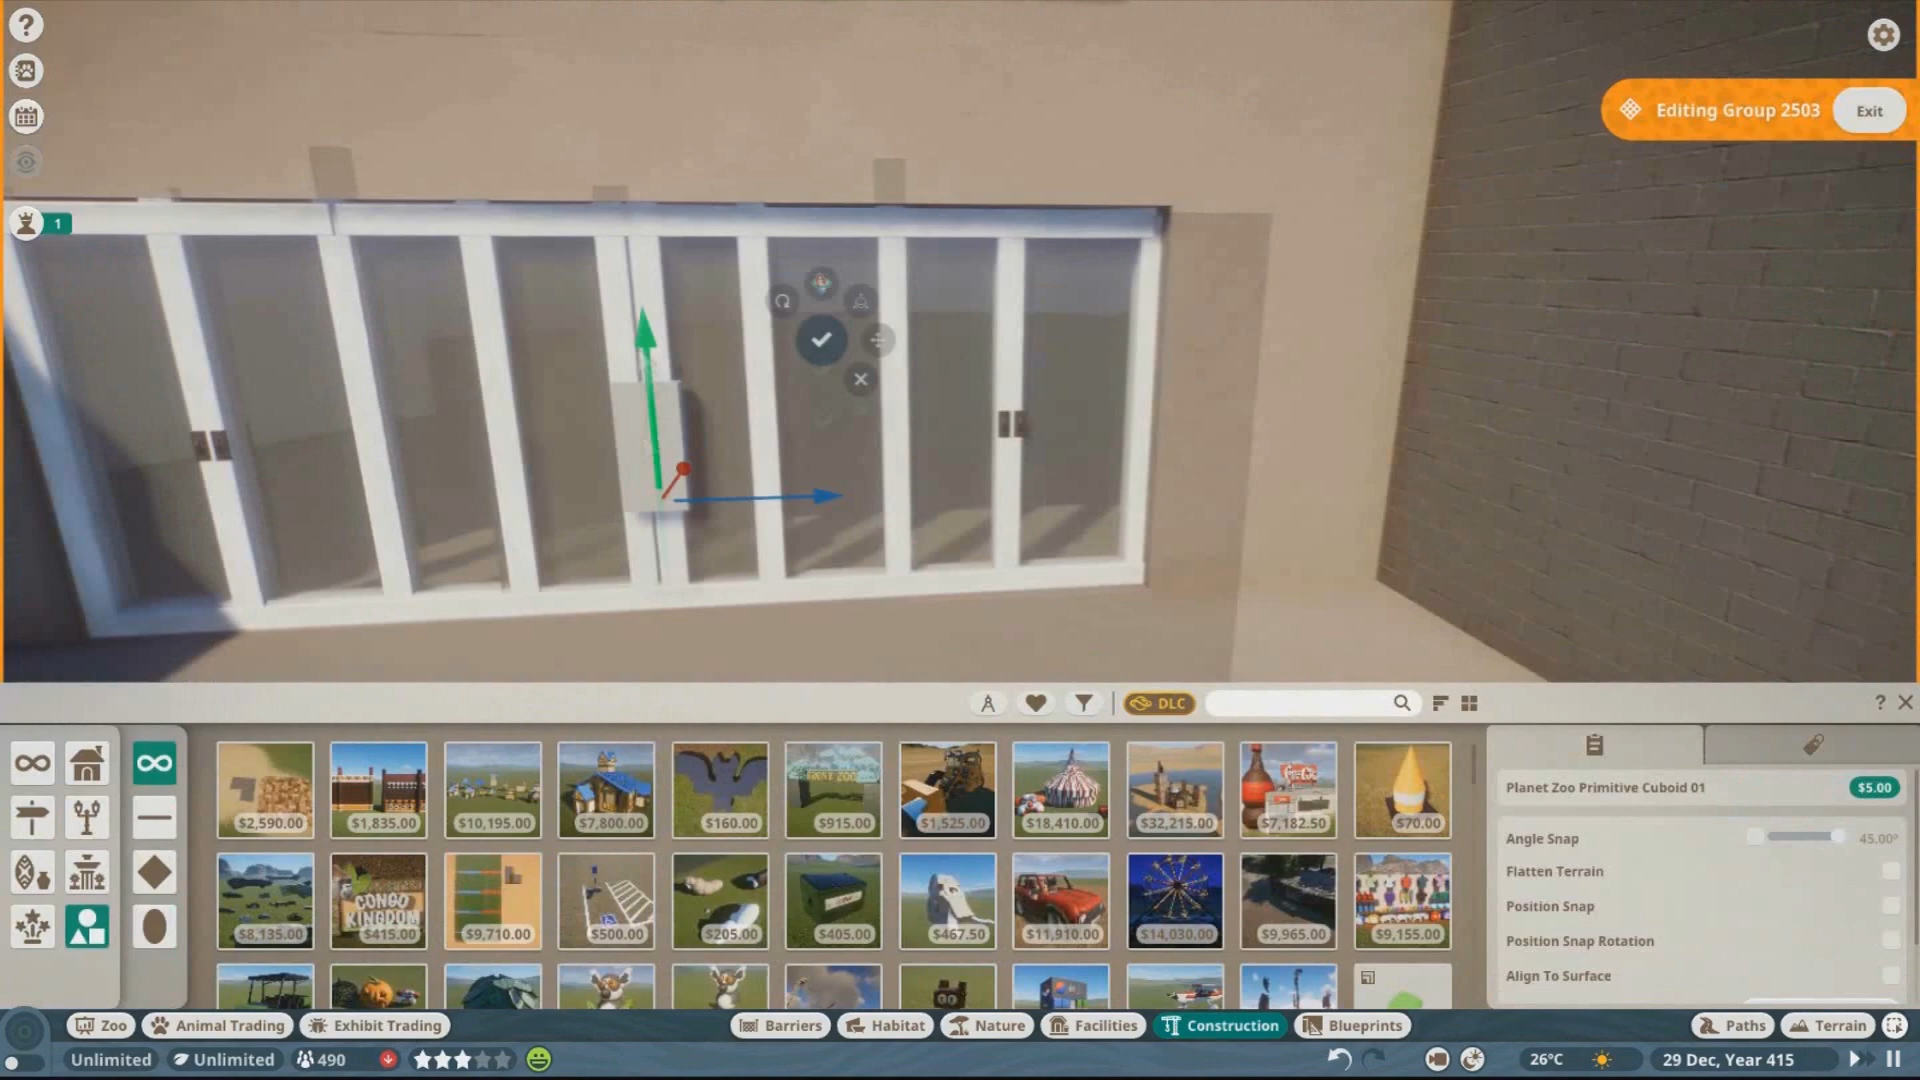 ?
Editing Group 2503
Exit
1
DLC
?
$2,590.00
$1,835.00
$10,195.00
$7,800.00
$160.00
$915.00
$1,525.00
$18,410.00
$32,215.00
$7,182.50
$70.00
$8,135.00
CONGO KINGDOM
$415.00
$9,710.00
$500.00
$205.00
$405.00
$467.50
$11,910.00
$14,030.00
$9,965.00
$9,155.00
Planet Zoo Primitive Cuboid 01
$5.00
Angle Snap
45.00°
Flatten Terrain
Position Snap
Position Snap Rotation
Align To Surface
Zoo
Animal Trading
Exhibit Trading
Barriers
Habitat
Nature
Facilities
Construction
Blueprints
Paths
Terrain
Unlimited
Unlimited
490
26°C
29 Dec, Year 415